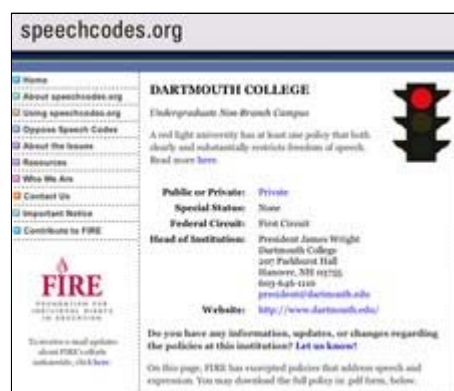 speechcodes.org
Home
About speechcodes.org
Using speechcodes.org
Oppose Speech Codes
About the Issues
Resources
Who We Are
Contact Us
Important Notice
Contribute to FIRE
FIRE
FOUNDATION FOR
INDIVIDUAL RIGHTS
IN EDUCATION
To receive e-mail updates
about FIRE's efforts
nationwide, click here.
DARTMOUTH COLLEGE
Undergraduate Non-Branch Campus
A red light university has at least one policy that both
clearly and substantially restricts freedom of speech.
Read more here.
Public or Private: Private
Special Status: None
Federal Circuit: First Circuit
Head of Institution: President James Wright
Dartmouth College
207 Parkhurst Hall
Hanover, NH 03755
603-646-1110
president@dartmouth.edu
Website: http://www.dartmouth.edu/
Do you have any information, updates, or changes regarding
the policies at this institution? Let us know!
On this page, FIRE has excerpted policies that address speech and
expression. You may download the full policy in pdf form, below.